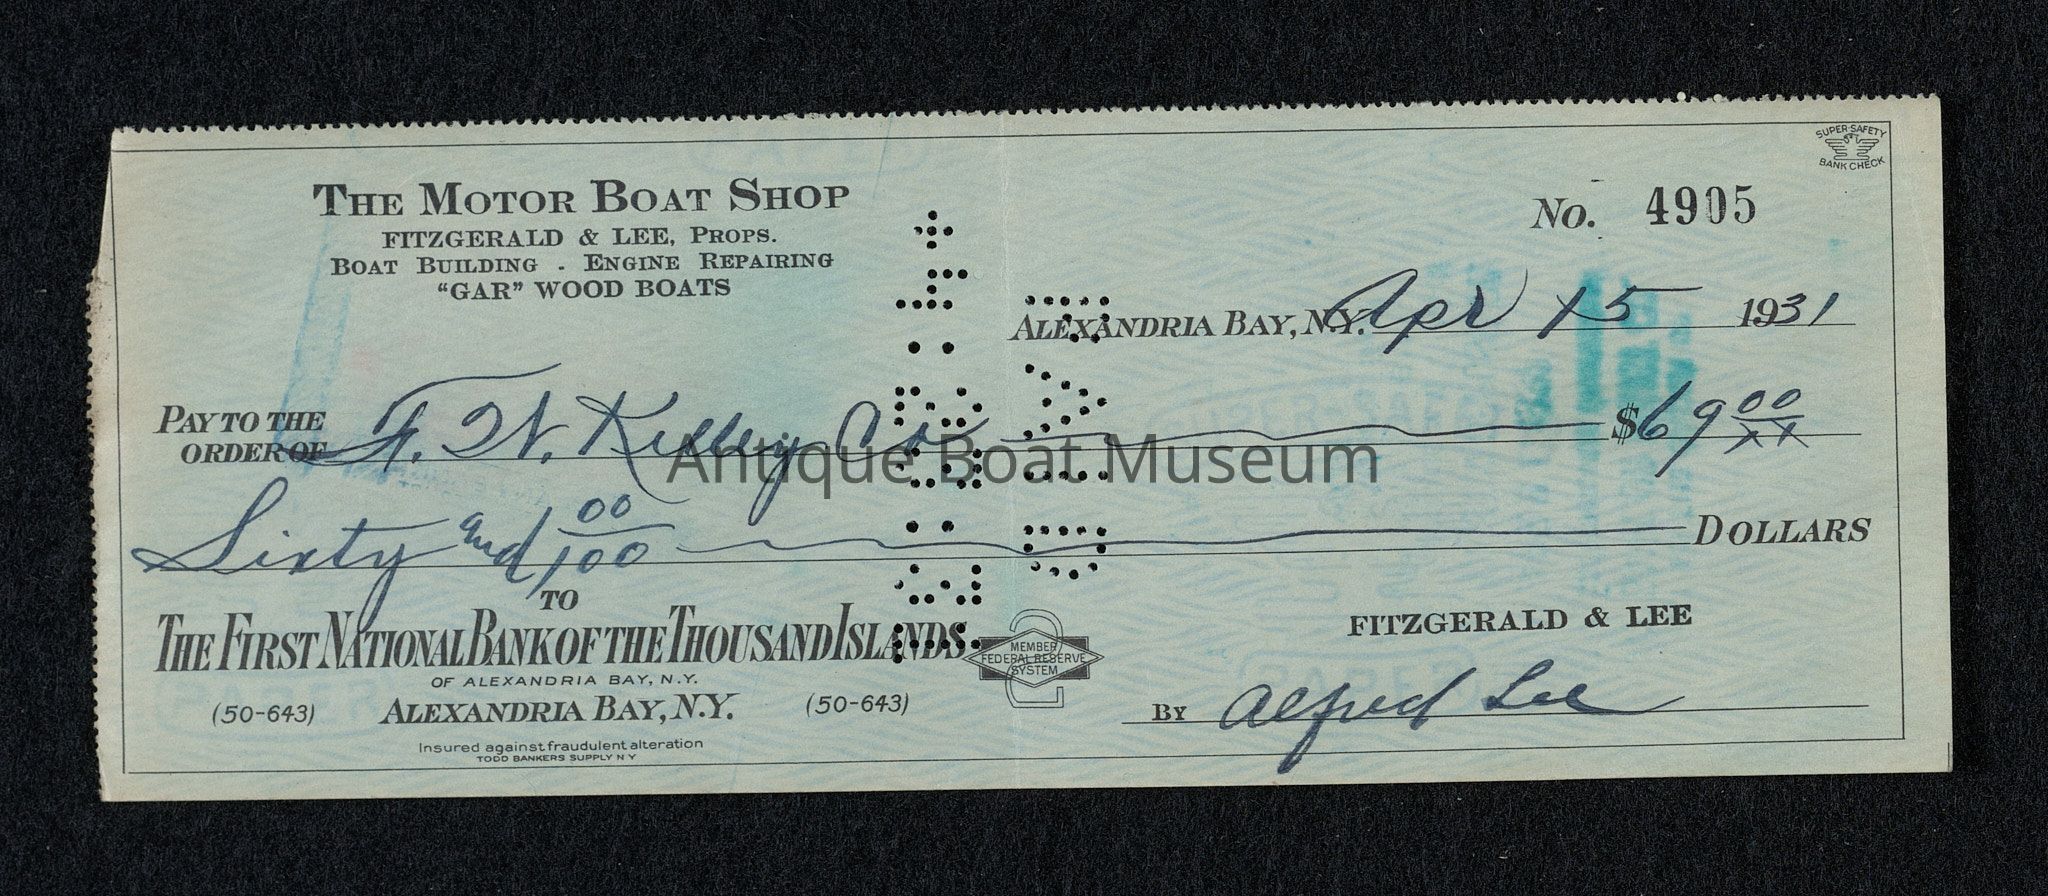 SUPER-SAFETY
BANK CHECK
THE MOTOR BOAT SHOP
FITZGERALD & LEE, PROPS.
BOAT BUILDING . ENGINE REPAIRING
"GAR" WOOD BOATS
No. 4905
ALEXANDRIA BAY, N.Y. Apr 15 1931
PAY TO THE
ORDER OF F. W. Kelley Co $69 00/xx
Antique Boat Museum
Sixty and 00/100 DOLLARS
TO
THE FIRST NATIONAL BANK OF THE THOUSAND ISLANDS
OF ALEXANDRIA BAY, N.Y.
(50-643) ALEXANDRIA BAY, N.Y. (50-643)
Insured against fraudulent alteration
TODD BANKERS SUPPLY N Y
MEMBER
FEDERAL RESERVE
SYSTEM
FITZGERALD & LEE
BY Alfred Lee